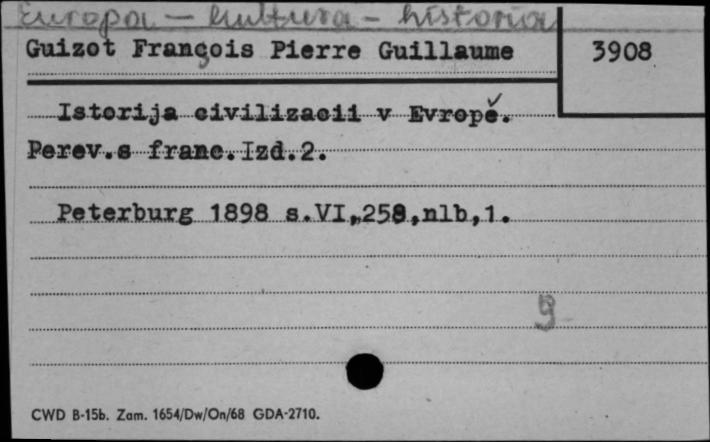 Europa – kultura – historia
Guizot François Pierre Guillaume
3908
Istorija civilizacii v Evropě.
Perev.s franc.Izd.2.
Peterburg 1898 s.VI,258,nlb,1.
9
CWD B-15b. Zam. 1654/Dw/On/68 GDA-2710.